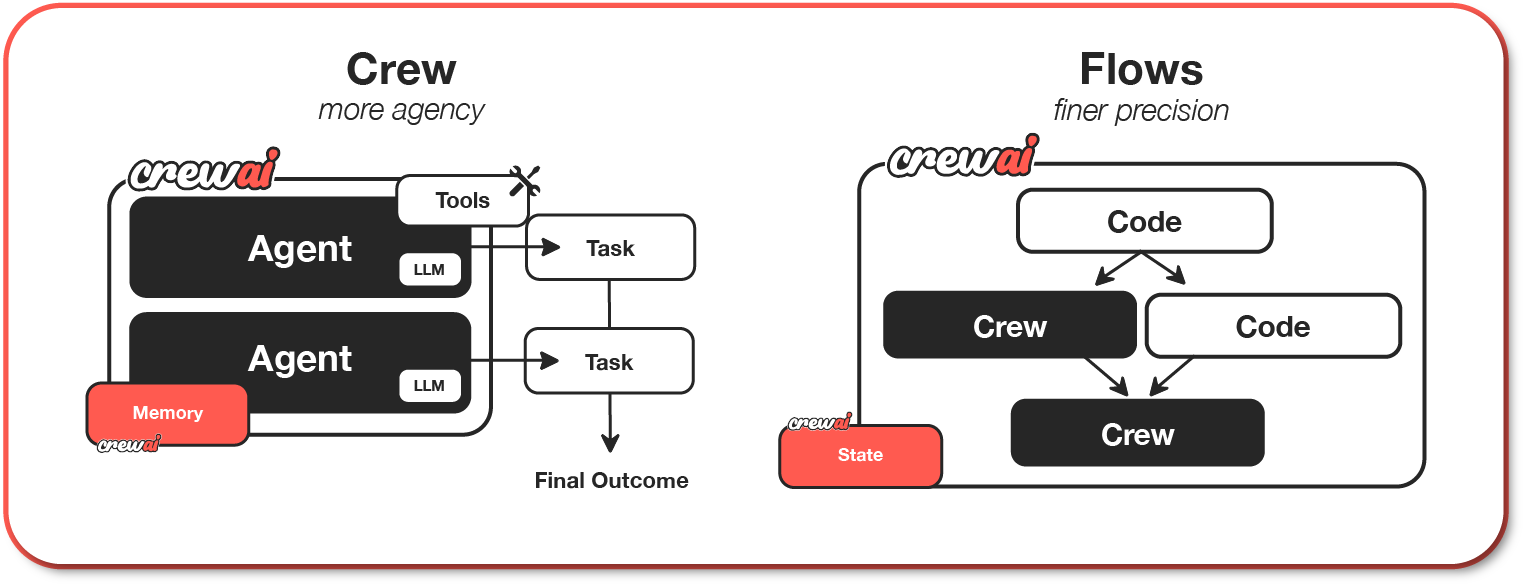 Crew
more agency
crewai
Tools
Agent
LLM
Task
Agent
LLM
Task
Memory
crewai
Final Outcome
Flows
finer precision
crewai
Code
Crew
Code
Crew
crewai
State